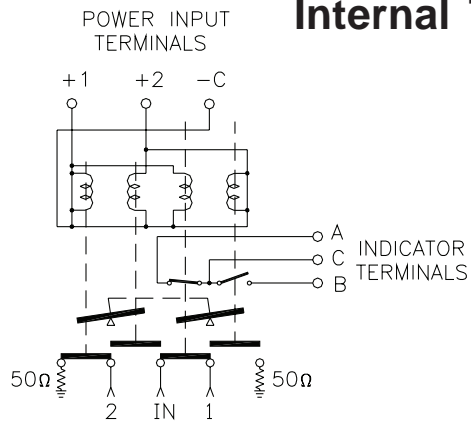 Internal
POWER INPUT
TERMINALS
+1 +2 -C
A
C
B
INDICATOR
TERMINALS
50Ω
2 IN 1
50Ω